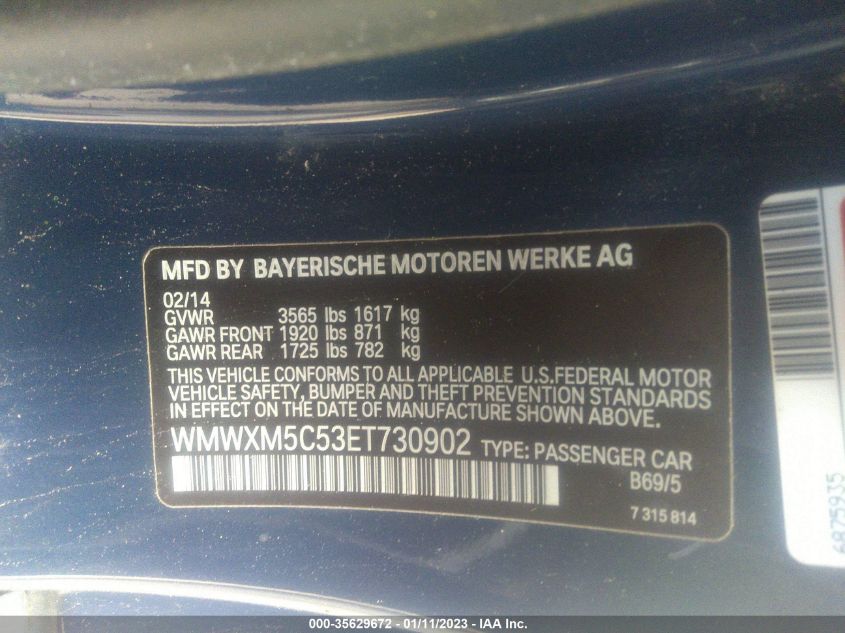 MFD BY BAYERISCHE MOTOREN WERKE AG
02/14
GVWR 3565 lbs 1617 kg
GAWR FRONT 1920 lbs 871 kg
GAWR REAR 1725 lbs 782 kg
THIS VEHICLE CONFORMS TO ALL APPLICABLE U.S.FEDERAL MOTOR
VEHICLE SAFETY, BUMPER AND THEFT PREVENTION STANDARDS
IN EFFECT ON THE DATE OF MANUFACTURE SHOWN ABOVE.
WMWXM5C53ET730902 TYPE: PASSENGER CAR
B69/5
7 315 814
6875935
000-35629672 - 01/11/2023 - IAA Inc.